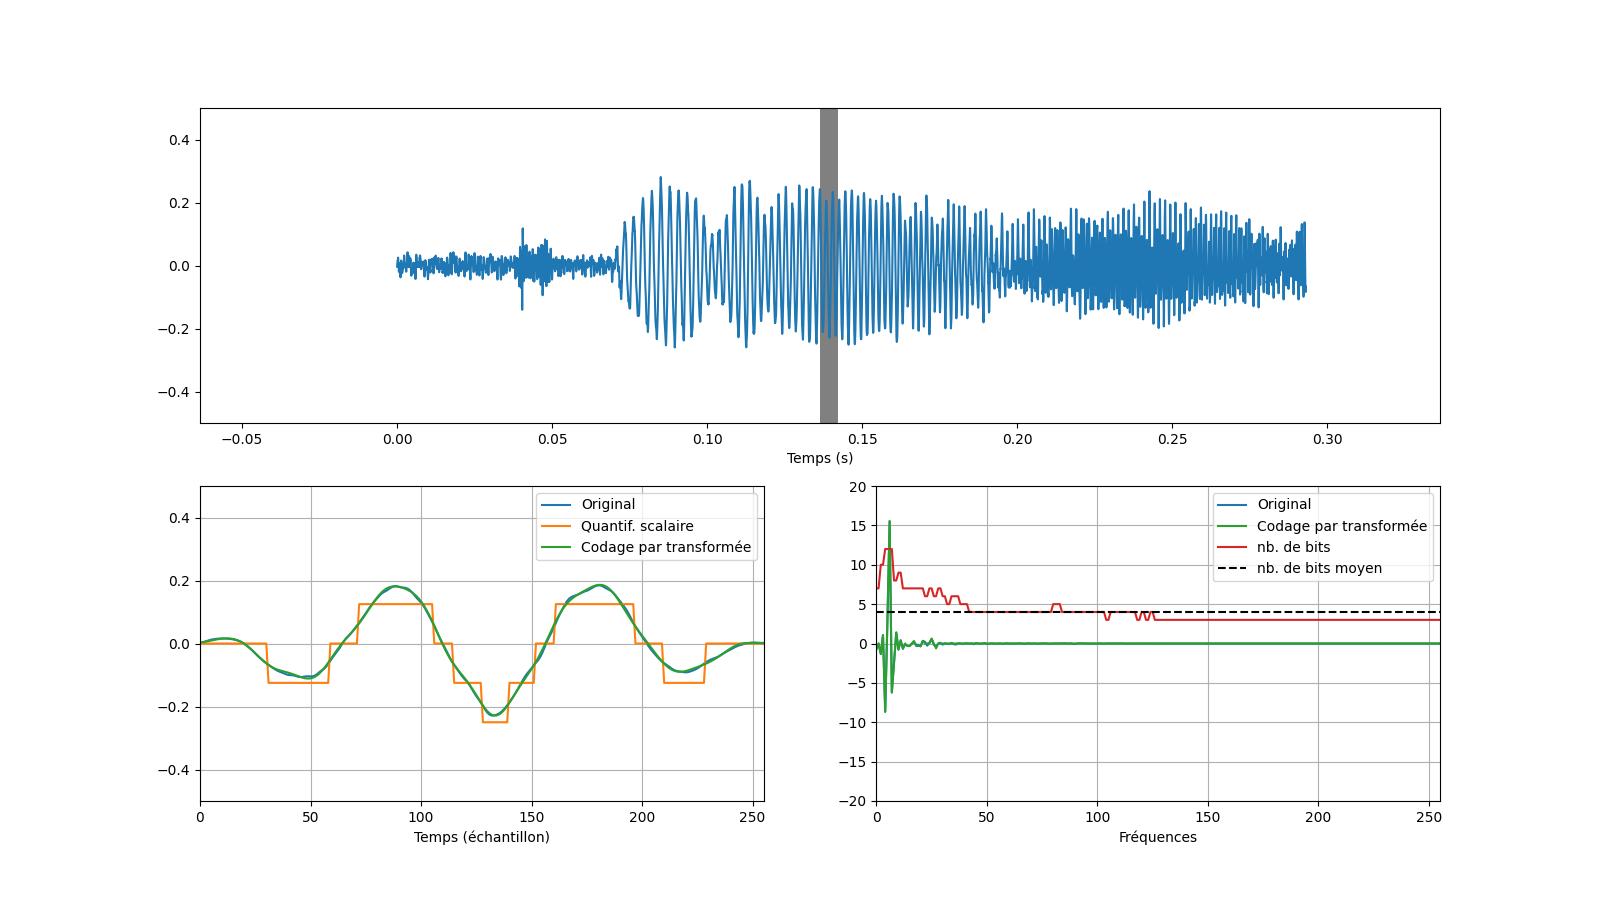 0.4
0.2
0.0
−0.2
−0.4
−0.05 0.00 0.05 0.10 0.15 0.20 0.25 0.30
Temps (s)
0.4
0.2
0.0
−0.2
−0.4
Original
Quantif. scalaire
Codage par transformée
0 50 100 150 200 250
Temps (échantillon)
20
15
10
5
0
−5
−10
−15
−20
Original
Codage par transformée
nb. de bits
nb. de bits moyen
0 50 100 150 200 250
Fréquences